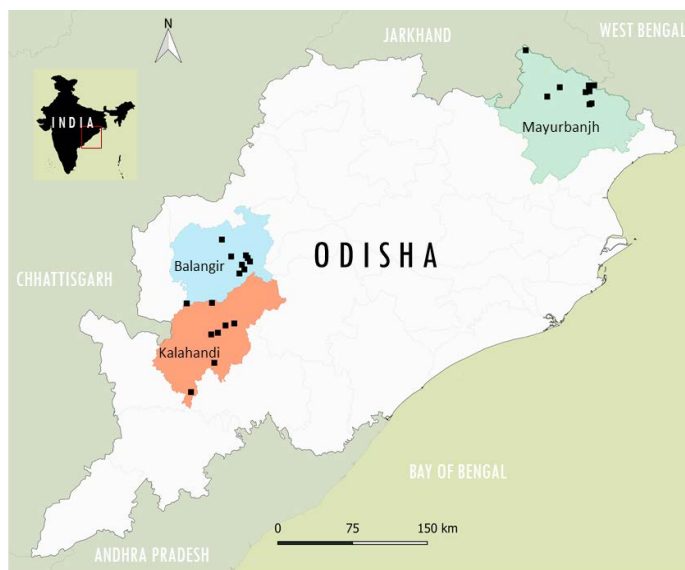 N
JARKHAND
WEST BENGAL
INDIA
Mayurbanjh
ODISHA
Balangir
CHHATTISGARH
Kalahandi
BAY OF BENGAL
0 75 150 km
ANDHRA PRADESH